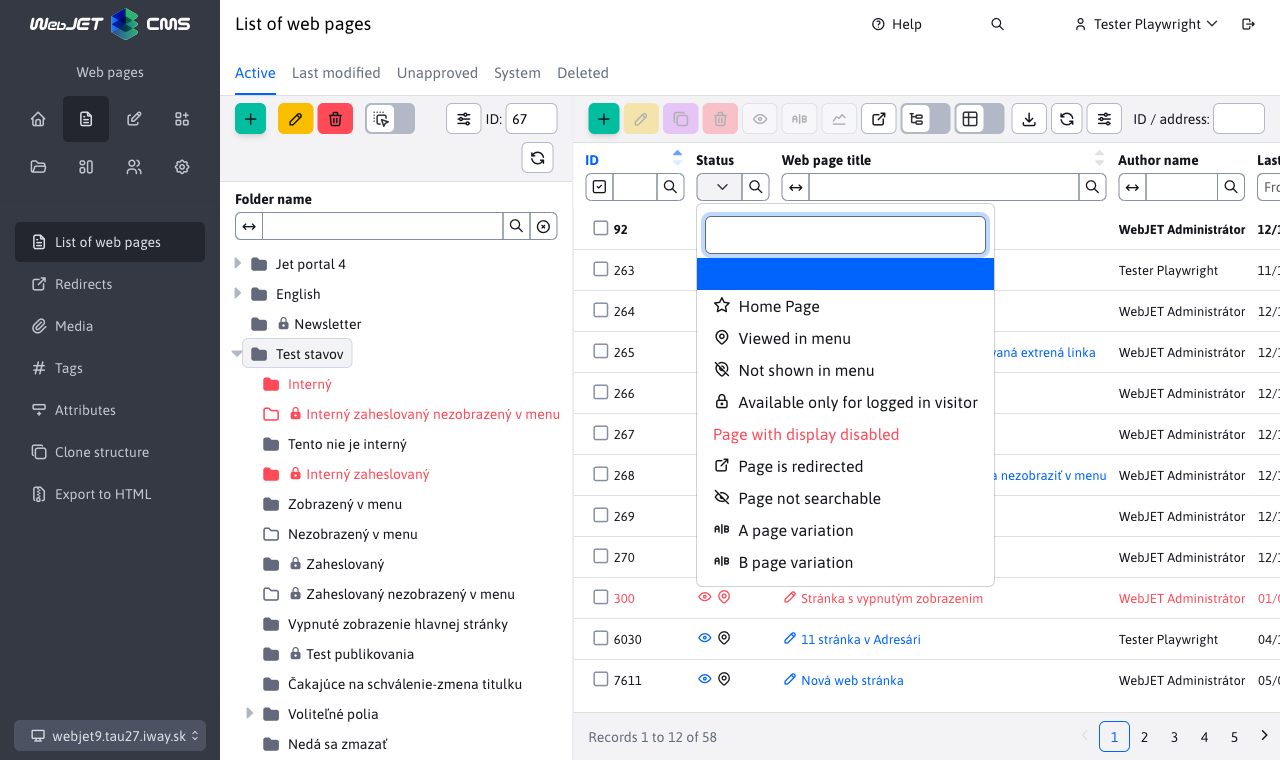 WebJET CMS
Web pages
List of web pages
Redirects
Media
Tags
Attributes
Clone structure
Export to HTML
webjet9.tau27.iway.sk
List of web pages
Help
Tester Playwright
Active Last modified Unapproved System Deleted
ID: 67
Folder name
Jet portal 4
English
Newsletter
Test stavov
Interný
Interný zaheslovaný nezobrazený v menu
Tento nie je interný
Interný zaheslovaný
Zobrazený v menu
Nezobrazený v menu
Zaheslovaný
Zaheslovaný nezobrazený v menu
Vypnuté zobrazenie hlavnej stránky
Test publikovania
Čakajúce na schválenie-zmena titulku
Voliteľné polia
Nedá sa zmazať
A|B
ID / address:
ID Status Web page title Author name Last
Fro
92 WebJET Administrátor 12/1
263 Tester Playwright 11/
264 WebJET Administrátor 12/1
265 vaná extrená linka WebJET Administrátor 12/1
266 WebJET Administrátor 12/1
267 WebJET Administrátor 12/1
268 a nezobraziť v menu WebJET Administrátor 12/1
269 WebJET Administrátor 12/1
270 WebJET Administrátor 12/1
300 Stránka s vypnutým zobrazením WebJET Administrátor 01/0
6030 11 stránka v Adresári Tester Playwright 04/1
7611 Nová web stránka WebJET Administrátor 05/0
Home Page
Viewed in menu
Not shown in menu
Available only for logged in visitor
Page with display disabled
Page is redirected
Page not searchable
A|B A page variation
A|B B page variation
Records 1 to 12 of 58
1 2 3 4 5